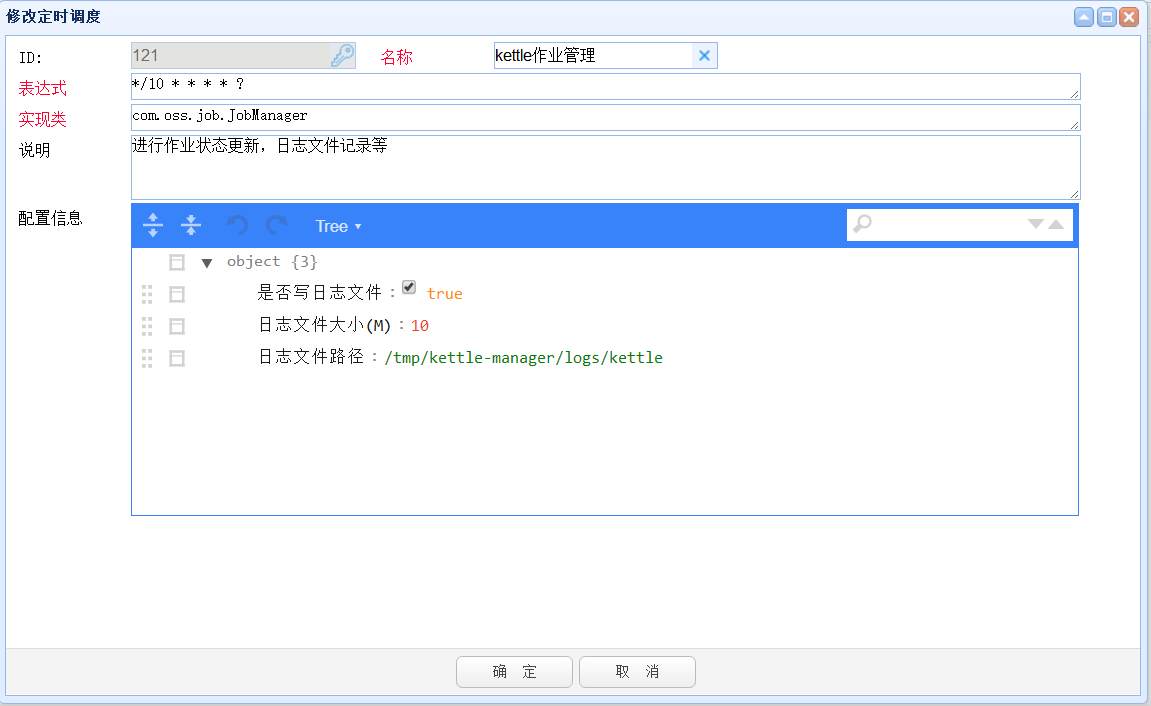 修改定时调度
ID: 121 名称 kettle作业管理
表达式 */10 * * * * ?
实现类 com.oss.job.JobManager
说明 进行作业状态更新，日志文件记录等
配置信息 Tree
object {3}
是否写日志文件 : true
日志文件大小(M) : 10
日志文件路径 : /tmp/kettle-manager/logs/kettle
确 定 取 消